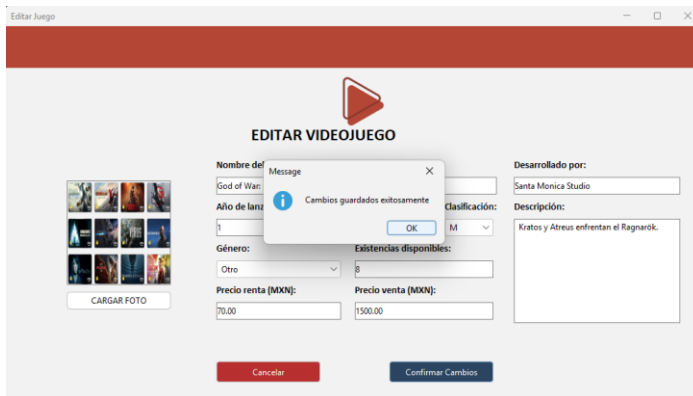 Editar Juego
EDITAR VIDEOJUEGO
Nombre del
God of War:
Message
Cambios guardados exitosamente
OK
Desarrollado por:
Santa Monica Studio
Año de lanz
1
Clasificación:
M
Descripción:
Kratos y Atreus enfrentan el Ragnarök.
Género:
Otro
Existencias disponibles:
8
CARGAR FOTO
Precio renta (MXN):
70.00
Precio venta (MXN):
1500.00
Cancelar
Confirmar Cambios